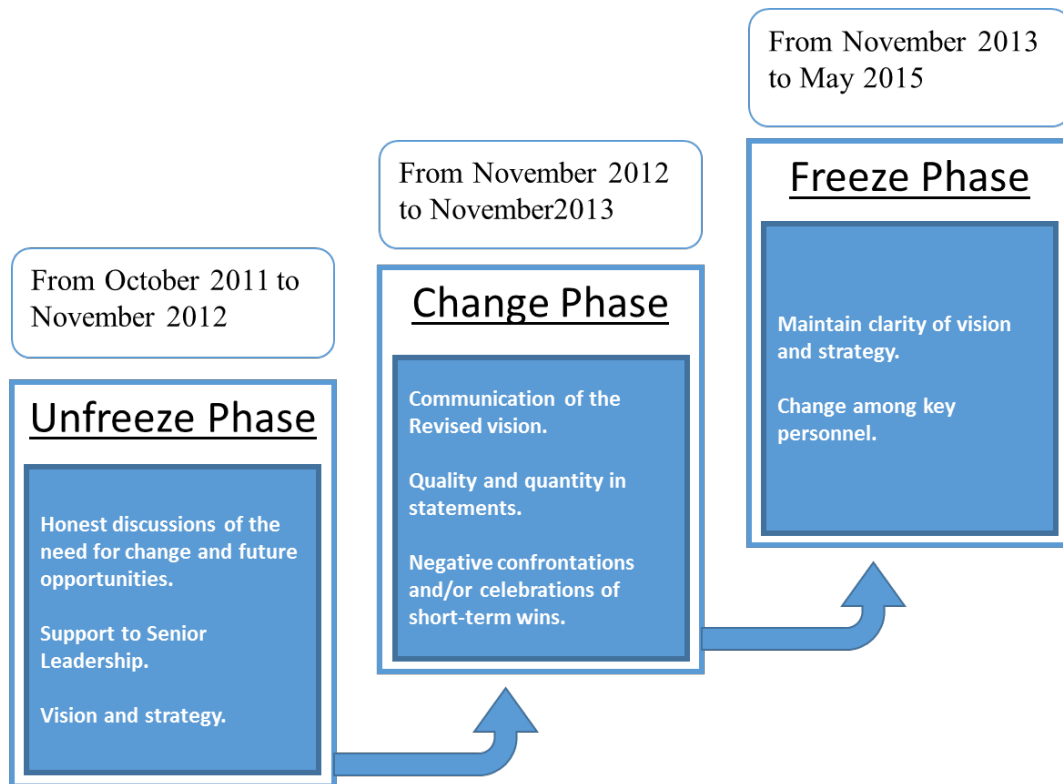 From October 2011 to
November 2012
Unfreeze Phase
Honest discussions of the
need for change and future
opportunities.
Support to Senior
Leadership.
Vision and strategy.
From November 2012
to November2013
Change Phase
Communication of the
Revised vision.
Quality and quantity in
statements.
Negative confrontations
and/or celebrations of
short-term wins.
From November 2013
to May 2015
Freeze Phase
Maintain clarity of vision
and strategy.
Change among key
personnel.